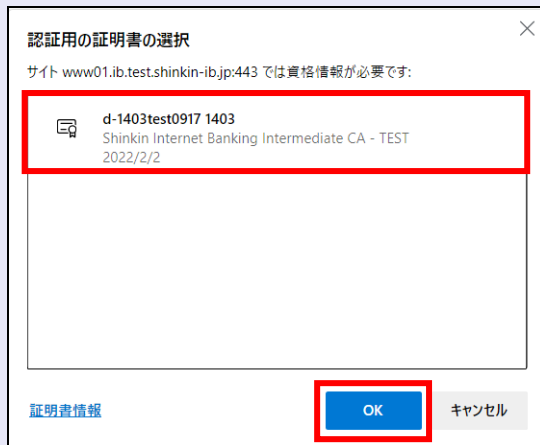 認証用の証明書の選択
サイト www01.ib.test.shinkin-ib.jp:443 では資格情報が必要です:
d-1403test0917 1403
Shinkin Internet Banking Intermediate CA - TEST
2022/2/2
証明書情報
OK
キャンセル